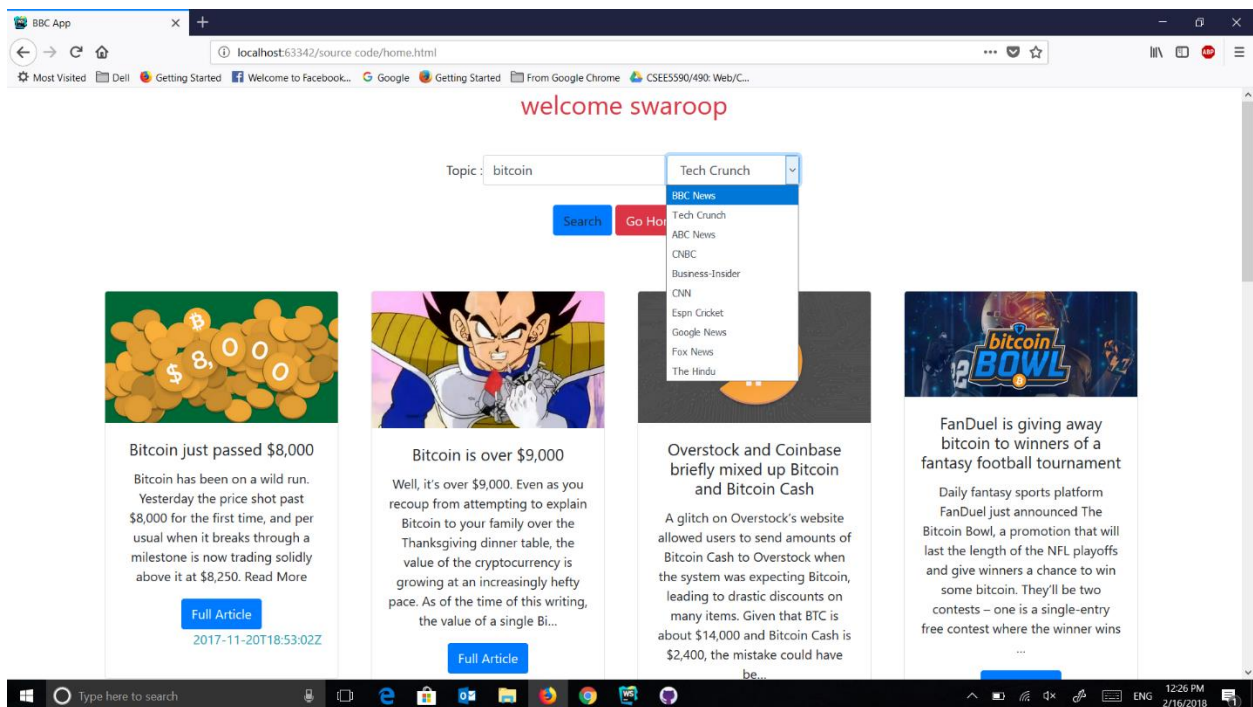 BBC App
localhost:63342/source code/home.html
Most Visited Dell Getting Started Welcome to Facebook... Google Getting Started From Google Chrome CSEE5590/490: Web/C...
welcome swaroop
Topic : bitcoin Tech Crunch
Search Go Hor
BBC News
Tech Crunch
ABC News
CNBC
Business-Insider
CNN
Espn Cricket
Google News
Fox News
The Hindu
$ 8,000
Bitcoin just passed $8,000
Bitcoin has been on a wild run.
Yesterday the price shot past
$8,000 for the first time, and per
usual when it breaks through a
milestone is now trading solidly
above it at $8,250. Read More
Full Article
2017-11-20T18:53:02Z
Bitcoin is over $9,000
Well, it's over $9,000. Even as you
recoup from attempting to explain
Bitcoin to your family over the
Thanksgiving dinner table, the
value of the cryptocurrency is
growing at an increasingly hefty
pace. As of the time of this writing,
the value of a single Bi...
Full Article
Overstock and Coinbase
briefly mixed up Bitcoin
and Bitcoin Cash
A glitch on Overstock's website
allowed users to send amounts of
Bitcoin Cash to Overstock when
the system was expecting Bitcoin,
leading to drastic discounts on
many items. Given that BTC is
about $14,000 and Bitcoin Cash is
$2,400, the mistake could have
be...
bitcoin
BOWL
FanDuel is giving away
bitcoin to winners of a
fantasy football tournament
Daily fantasy sports platform
FanDuel just announced The
Bitcoin Bowl, a promotion that will
last the length of the NFL playoffs
and give winners a chance to win
some bitcoin. They'll be two
contests – one is a single-entry
free contest where the winner wins
...
Type here to search
ENG
12:26 PM
2/16/2018